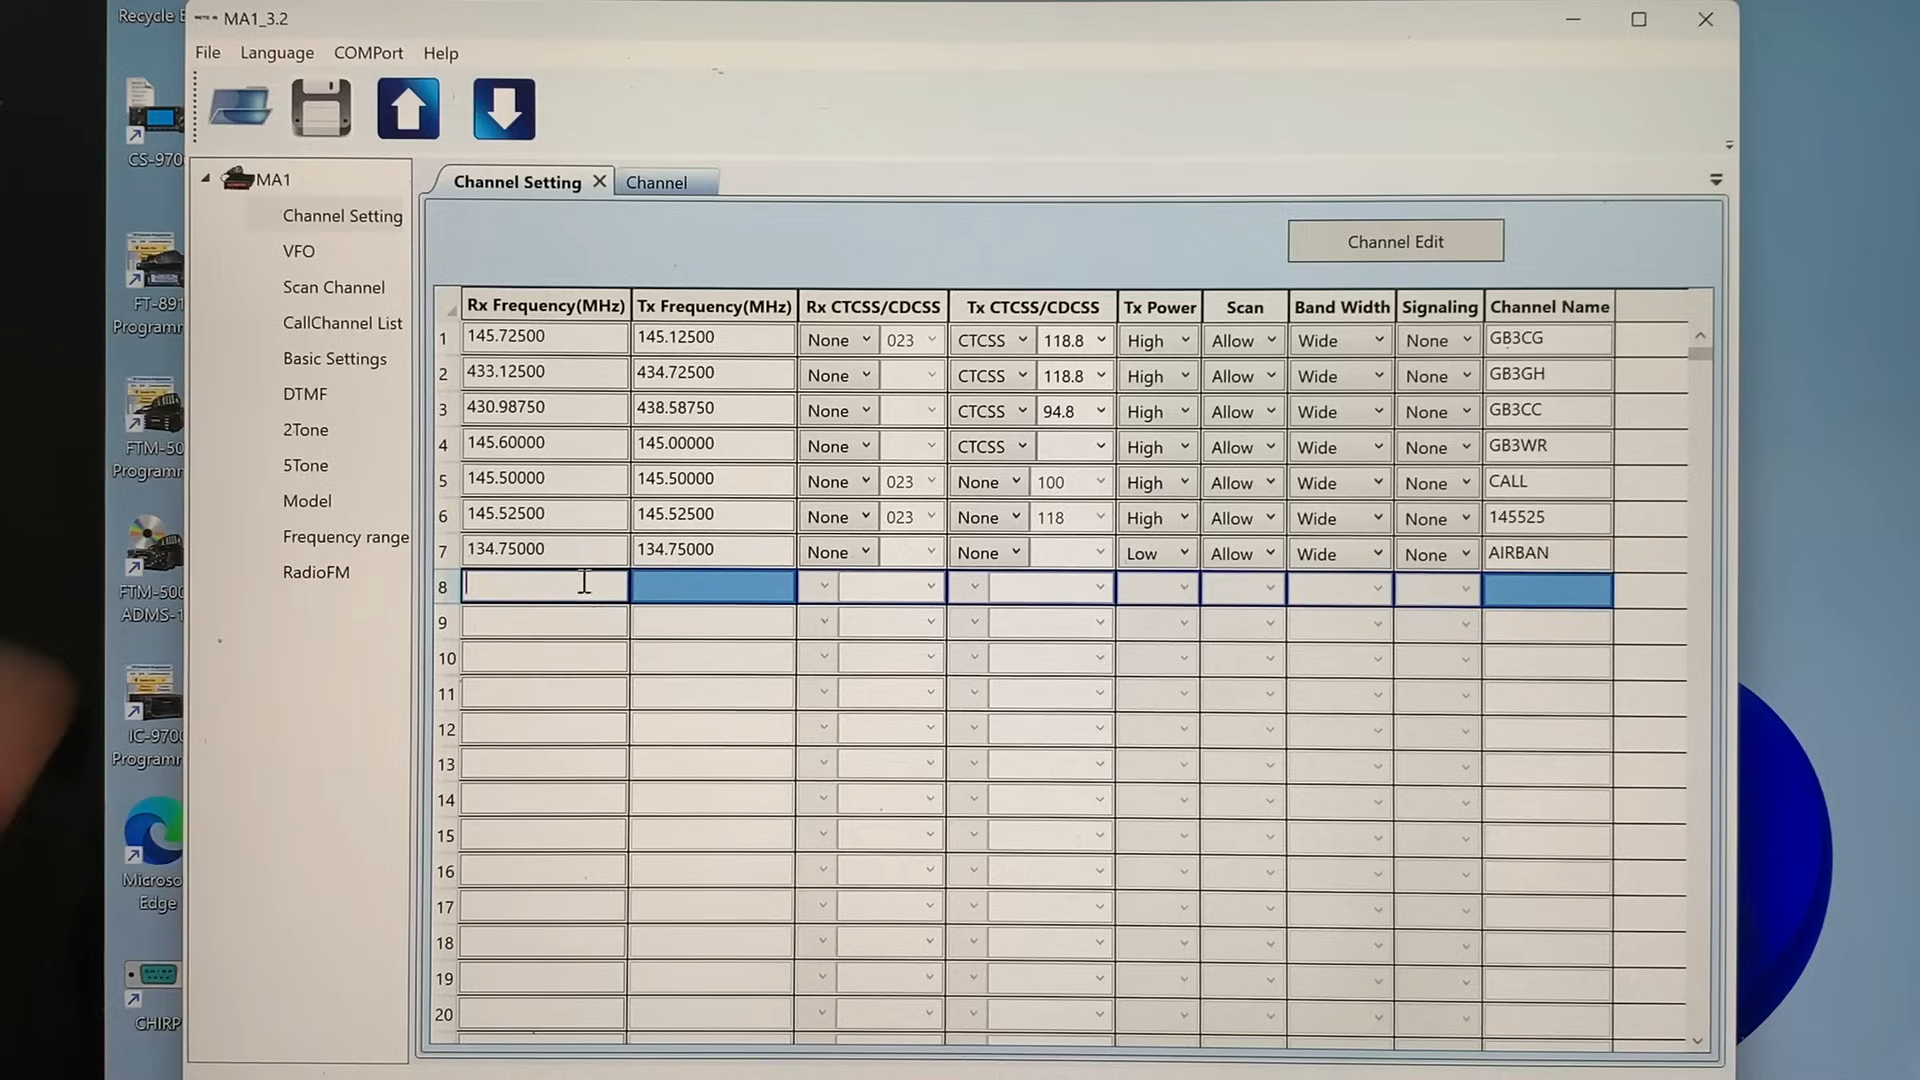 Recycle
MA1_3.2
File Language COMPort Help
CS-970
FT-891
Programm
FTM-50
Programm
FTM-500
ADMS-1
IC-970
Programm
Microso
Edge
CHIRP
MA1
Channel Setting
VFO
Scan Channel
CallChannel List
Basic Settings
DTMF
2Tone
5Tone
Model
Frequency range
RadioFM
Channel Setting Channel
Channel Edit
Rx Frequency(MHz) Tx Frequency(MHz) Rx CTCSS/CDCSS Tx CTCSS/CDCSS Tx Power Scan Band Width Signaling Channel Name
1 145.72500 145.12500 None 023 CTCSS 118.8 High Allow Wide None GB3CG
2 433.12500 434.72500 None CTCSS 118.8 High Allow Wide None GB3GH
3 430.98750 438.58750 None CTCSS 94.8 High Allow Wide None GB3CC
4 145.60000 145.00000 None CTCSS High Allow Wide None GB3WR
5 145.50000 145.50000 None 023 None 100 High Allow Wide None CALL
6 145.52500 145.52500 None 023 None 118 High Allow Wide None 145525
7 134.75000 134.75000 None None Low Allow Wide None AIRBAN
8
9
10
11
12
13
14
15
16
17
18
19
20